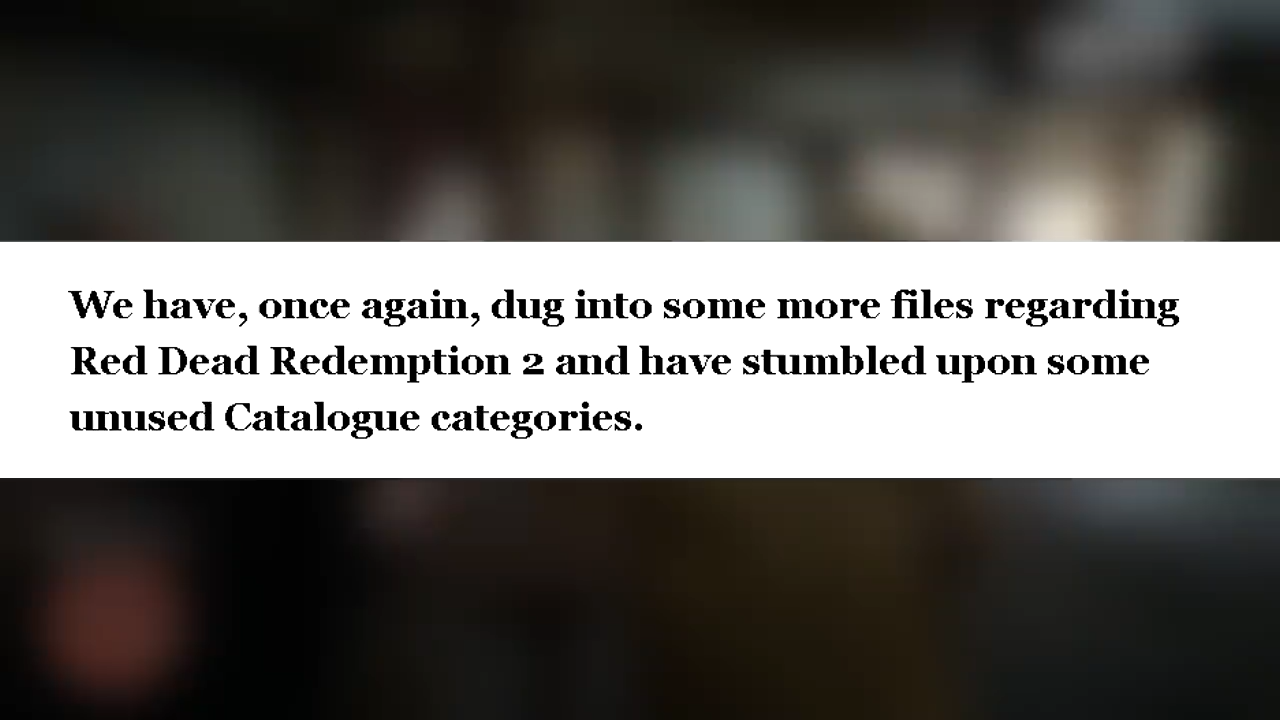 We have, once again, dug into some more files regarding
Red Dead Redemption 2 and have stumbled upon some
unused Catalogue categories.